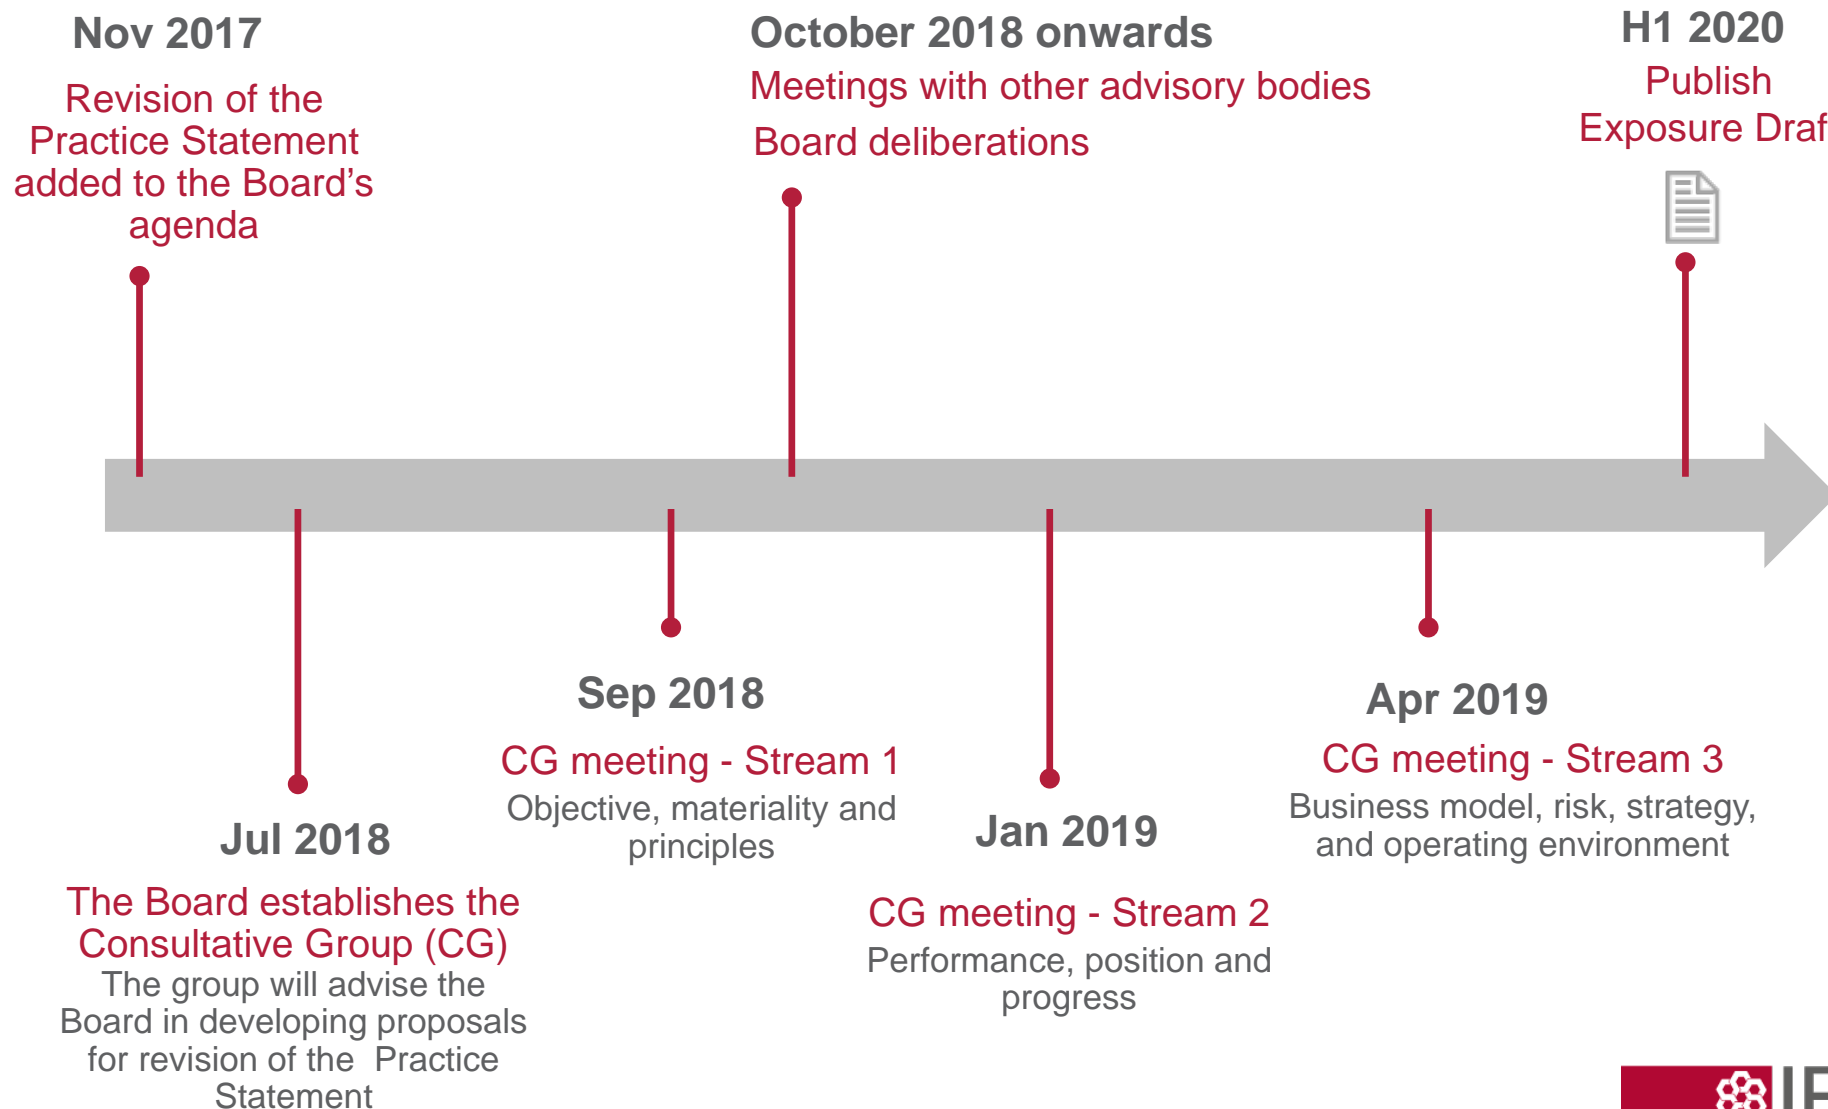 Nov 2017
Revision of the
Practice Statement
added to the Board's
agenda
October 2018 onwards
Meetings with other advisory bodies
Board deliberations
H1 2020
Publish
Exposure Draf
Jul 2018
The Board establishes the
Consultative Group (CG)
The group will advise the
Board in developing proposals
for revision of the Practice
Statement
Sep 2018
CG meeting - Stream 1
Objective, materiality and
principles
Jan 2019
CG meeting - Stream 2
Performance, position and
progress
Apr 2019
CG meeting - Stream 3
Business model, risk, strategy,
and operating environment